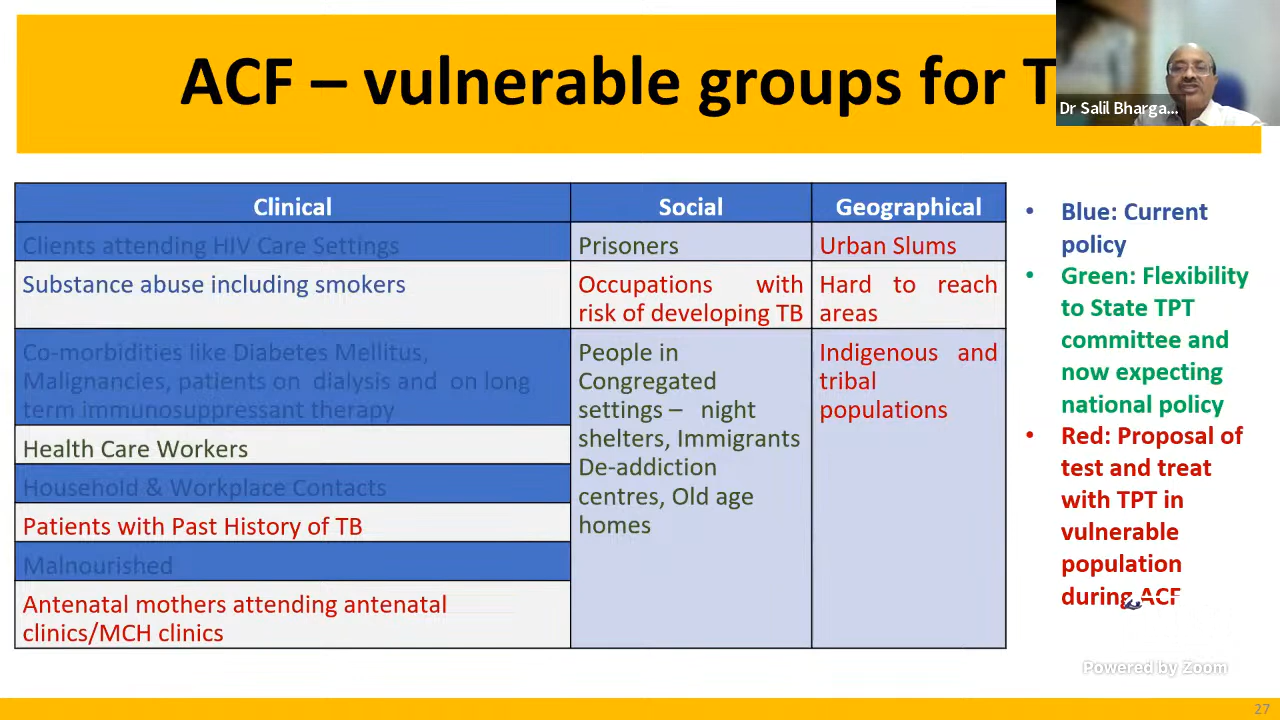 ACF – vulnerable groups for T
Dr Salil Bharga...
Clinical
Social
Geographical
Clients attending HIV Care Settings
Prisoners
Urban Slums
Substance abuse including smokers
Occupations with
risk of developing TB
Hard to reach
areas
Co-morbidities like Diabetes Mellitus,
Malignancies, patients on dialysis and on long
term immunosuppressant therapy
People in
Congregated
settings – night
shelters, Immigrants
De-addiction
centres, Old age
homes
Indigenous and
tribal
populations
Health Care Workers
Household & Workplace Contacts
Patients with Past History of TB
Malnourished
Antenatal mothers attending antenatal
clinics/MCH clinics
• Blue: Current
policy
• Green: Flexibility
to State TPT
committee and
now expecting
national policy
• Red: Proposal of
test and treat
with TPT in
vulnerable
population
during ACF
Powered by Zoom
27